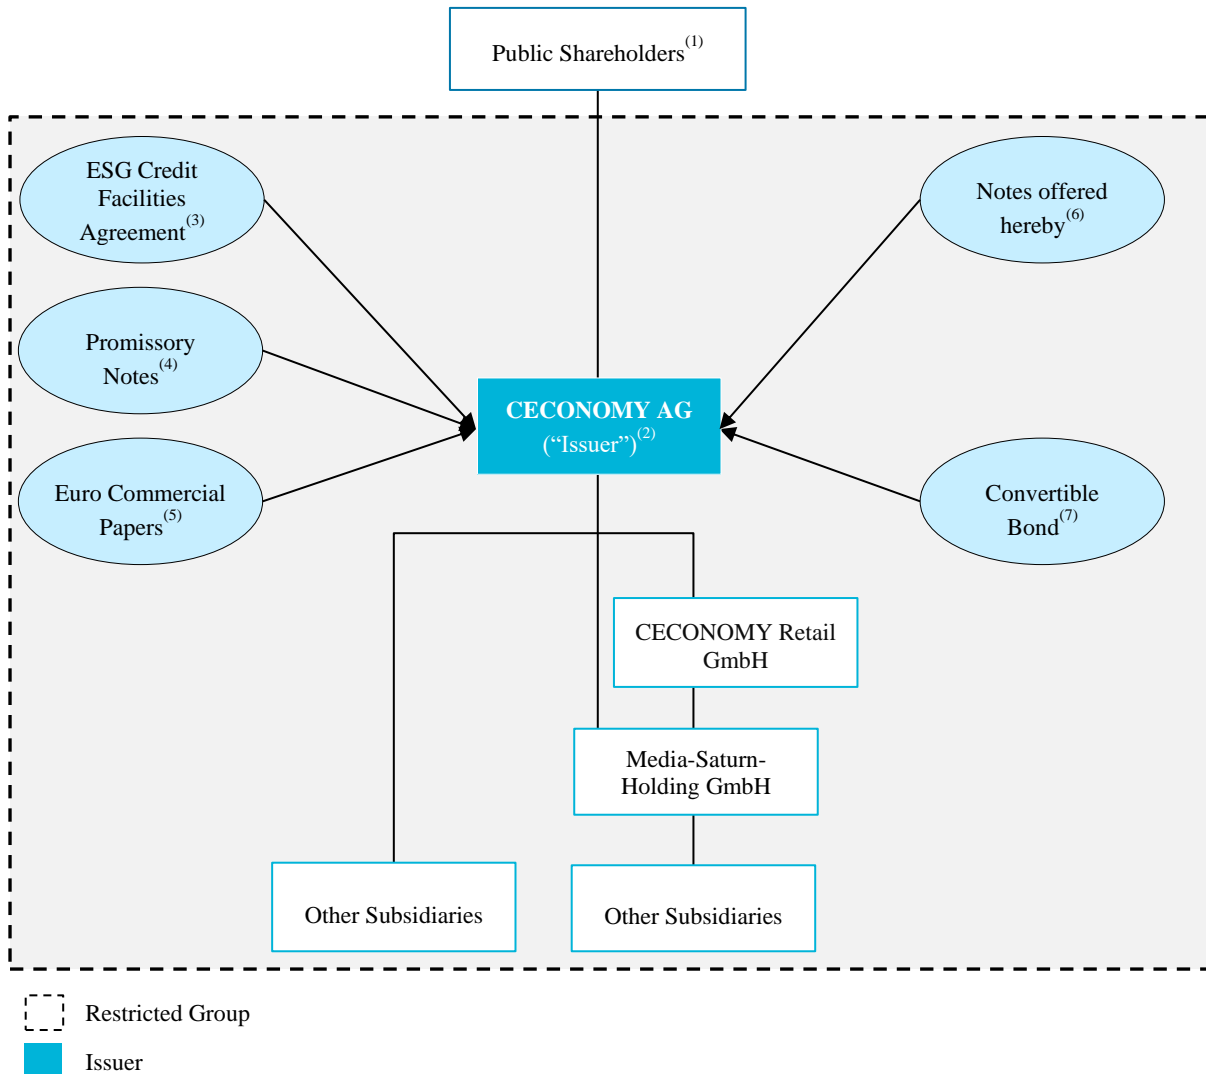 Public Shareholders(1)
ESG Credit
Facilities
Agreement(3)
Notes offered
hereby(6)
Promissory
Notes(4)
CECONOMY AG
(“Issuer”)(2)
Euro Commercial
Papers(5)
Convertible
Bond(7)
CECONOMY Retail
GmbH
Media-Saturn-
Holding GmbH
Other Subsidiaries
Other Subsidiaries
Restricted Group
Issuer